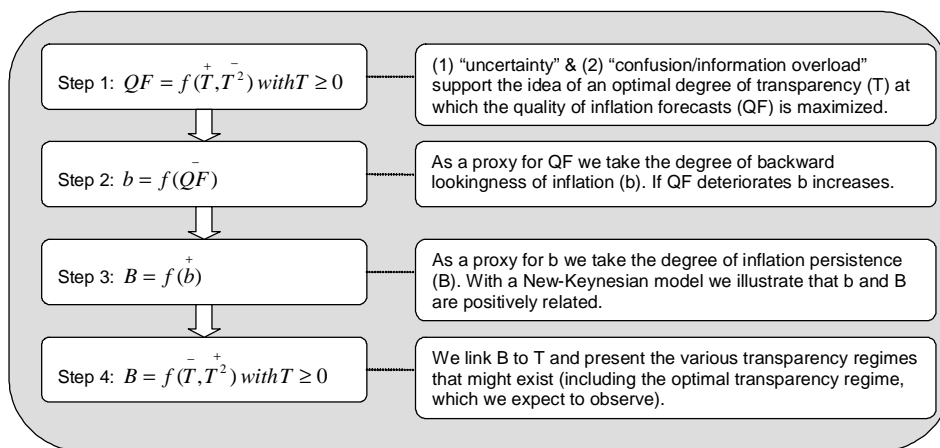 Step 1: QF = f(T⁺, T²⁻) withT ≥ 0
(1) “uncertainty” & (2) “confusion/information overload”
support the idea of an optimal degree of transparency (T) at
which the quality of inflation forecasts (QF) is maximized.
Step 2: b = f(QF⁻)
As a proxy for QF we take the degree of backward
lookingness of inflation (b). If QF deteriorates b increases.
Step 3: B = f(b⁺)
As a proxy for b we take the degree of inflation persistence
(B). With a New-Keynesian model we illustrate that b and B
are positively related.
Step 4: B = f(T⁻, T²⁺) withT ≥ 0
We link B to T and present the various transparency regimes
that might exist (including the optimal transparency regime,
which we expect to observe).